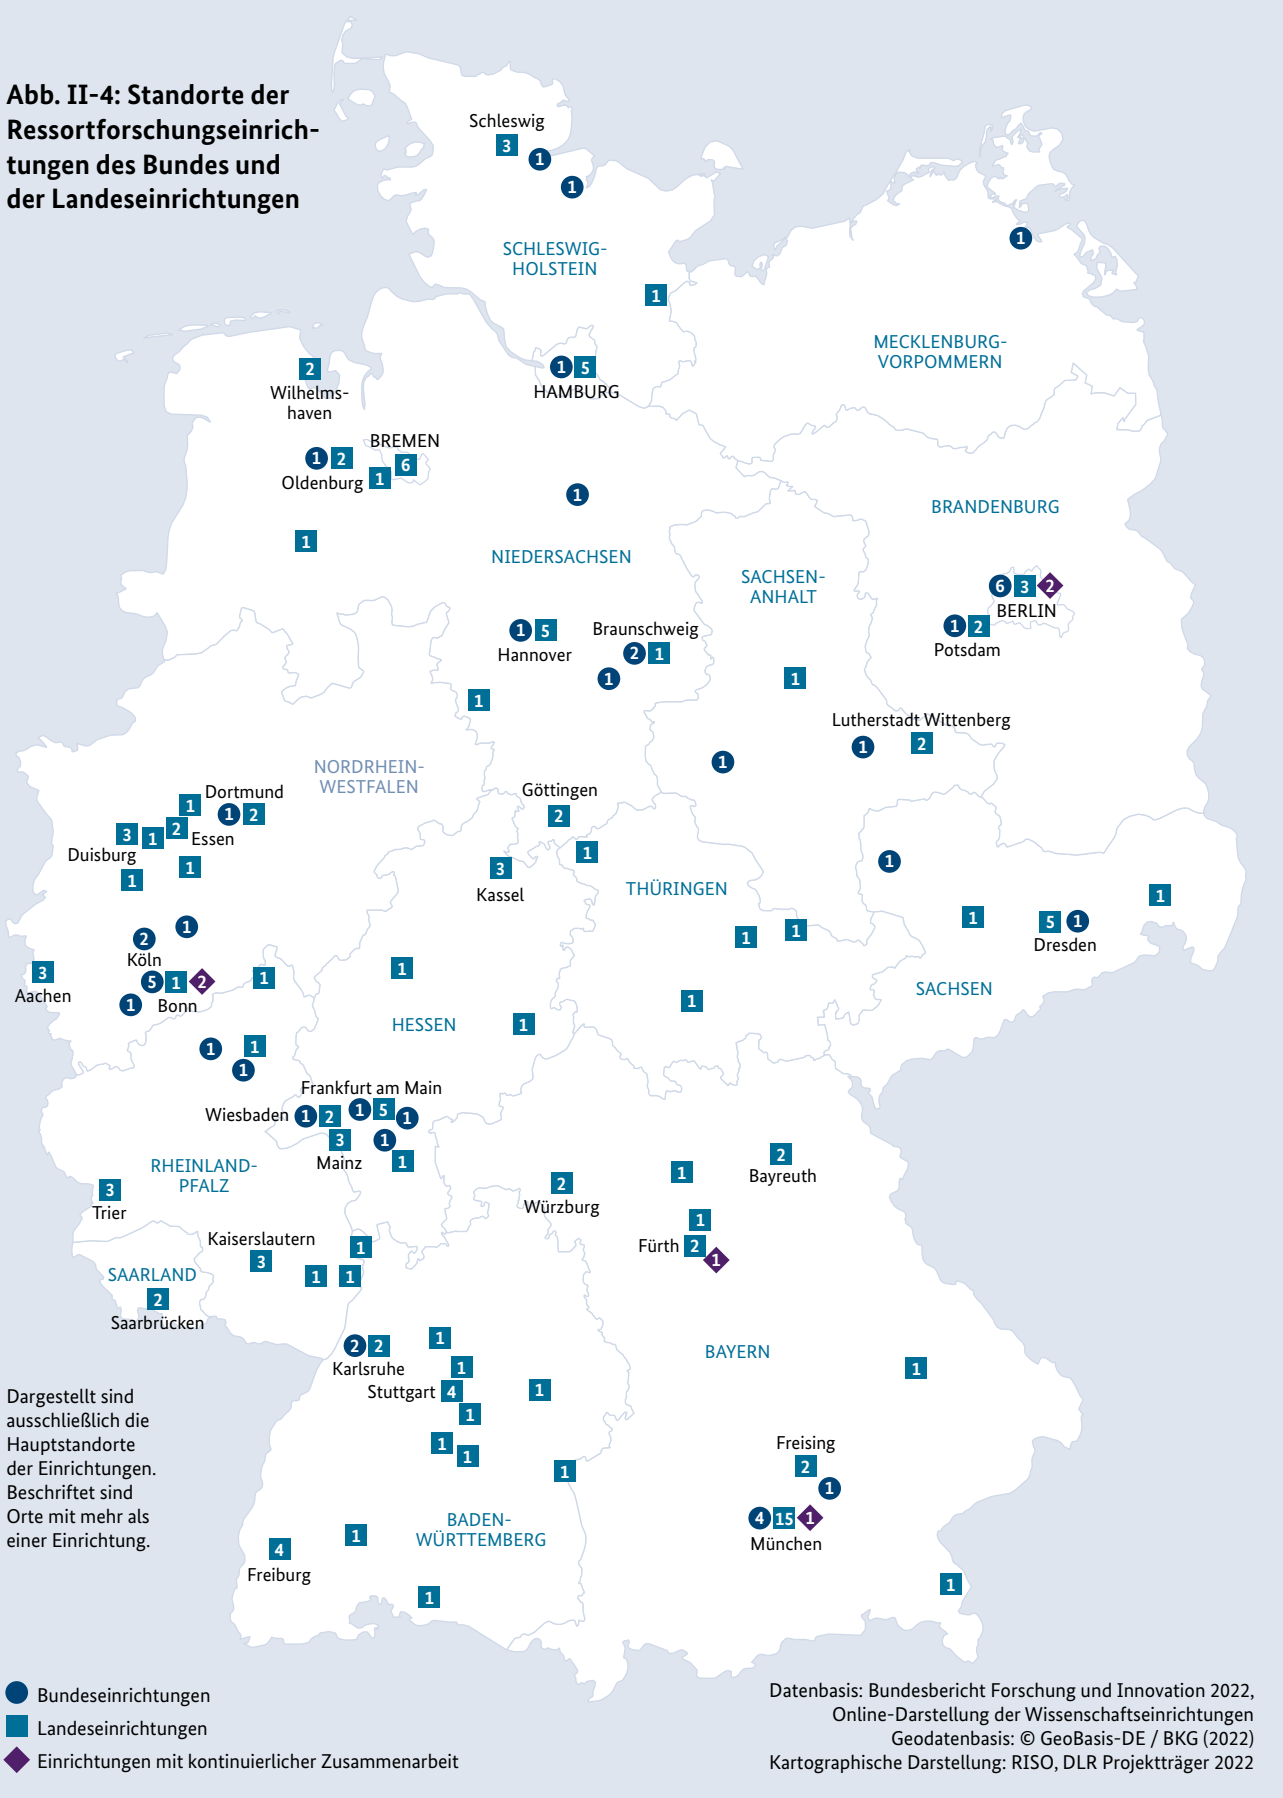 Abb. II-4: Standorte der
Ressortforschungseinrich-
tungen des Bundes und
der Landeseinrichtungen
Schleswig
3
1
1
SCHLESWIG-
HOLSTEIN
1
1
MECKLENBURG-
VORPOMMERN
2
Wilhelms-
haven
1 5
HAMBURG
BREMEN
1 2
6
Oldenburg 1
1
BRANDENBURG
1
NIEDERSACHSEN
SACHSEN-
ANHALT
6 3 2
BERLIN
1 2
Potsdam
1 5
Hannover
Braunschweig
2 1
1
1
1
Lutherstadt Wittenberg
1 2
1
NORDRHEIN-
WESTFALEN
Göttingen
2
1 Dortmund
1 2
3 1 2 Essen
Duisburg
1 1
1
3
Kassel
THÜRINGEN
1
1
1
5 1
Dresden
1 1
2 1
Köln
3
Aachen
5 1 2
1 Bonn
1
1
SACHSEN
1
HESSEN
1
1 1
1
Frankfurt am Main
Wiesbaden 1 2 1 5 1
3 1
Mainz 1
RHEINLAND-
PFALZ
3
Trier
2
Bayreuth
1
2
Würzburg
1
Fürth 2
1
Kaiserslautern
3
1
1 1
SAARLAND
2
Saarbrücken
2 2
Karlsruhe
1
1
Stuttgart 4
1
1
1 1
1
BAYERN
1
Dargestellt sind
ausschließlich die
Hauptstandorte
der Einrichtungen.
Beschriftet sind
Orte mit mehr als
einer Einrichtung.
Freising
2
1
4 15 1
München
BADEN-
WÜRTTEMBERG
1
4
Freiburg
1
1
Bundeseinrichtungen
Landeseinrichtungen
Einrichtungen mit kontinuierlicher Zusammenarbeit
Datenbasis: Bundesbericht Forschung und Innovation 2022,
Online-Darstellung der Wissenschaftseinrichtungen
Geodatenbasis: © GeoBasis-DE / BKG (2022)
Kartographische Darstellung: RISO, DLR Projektträger 2022